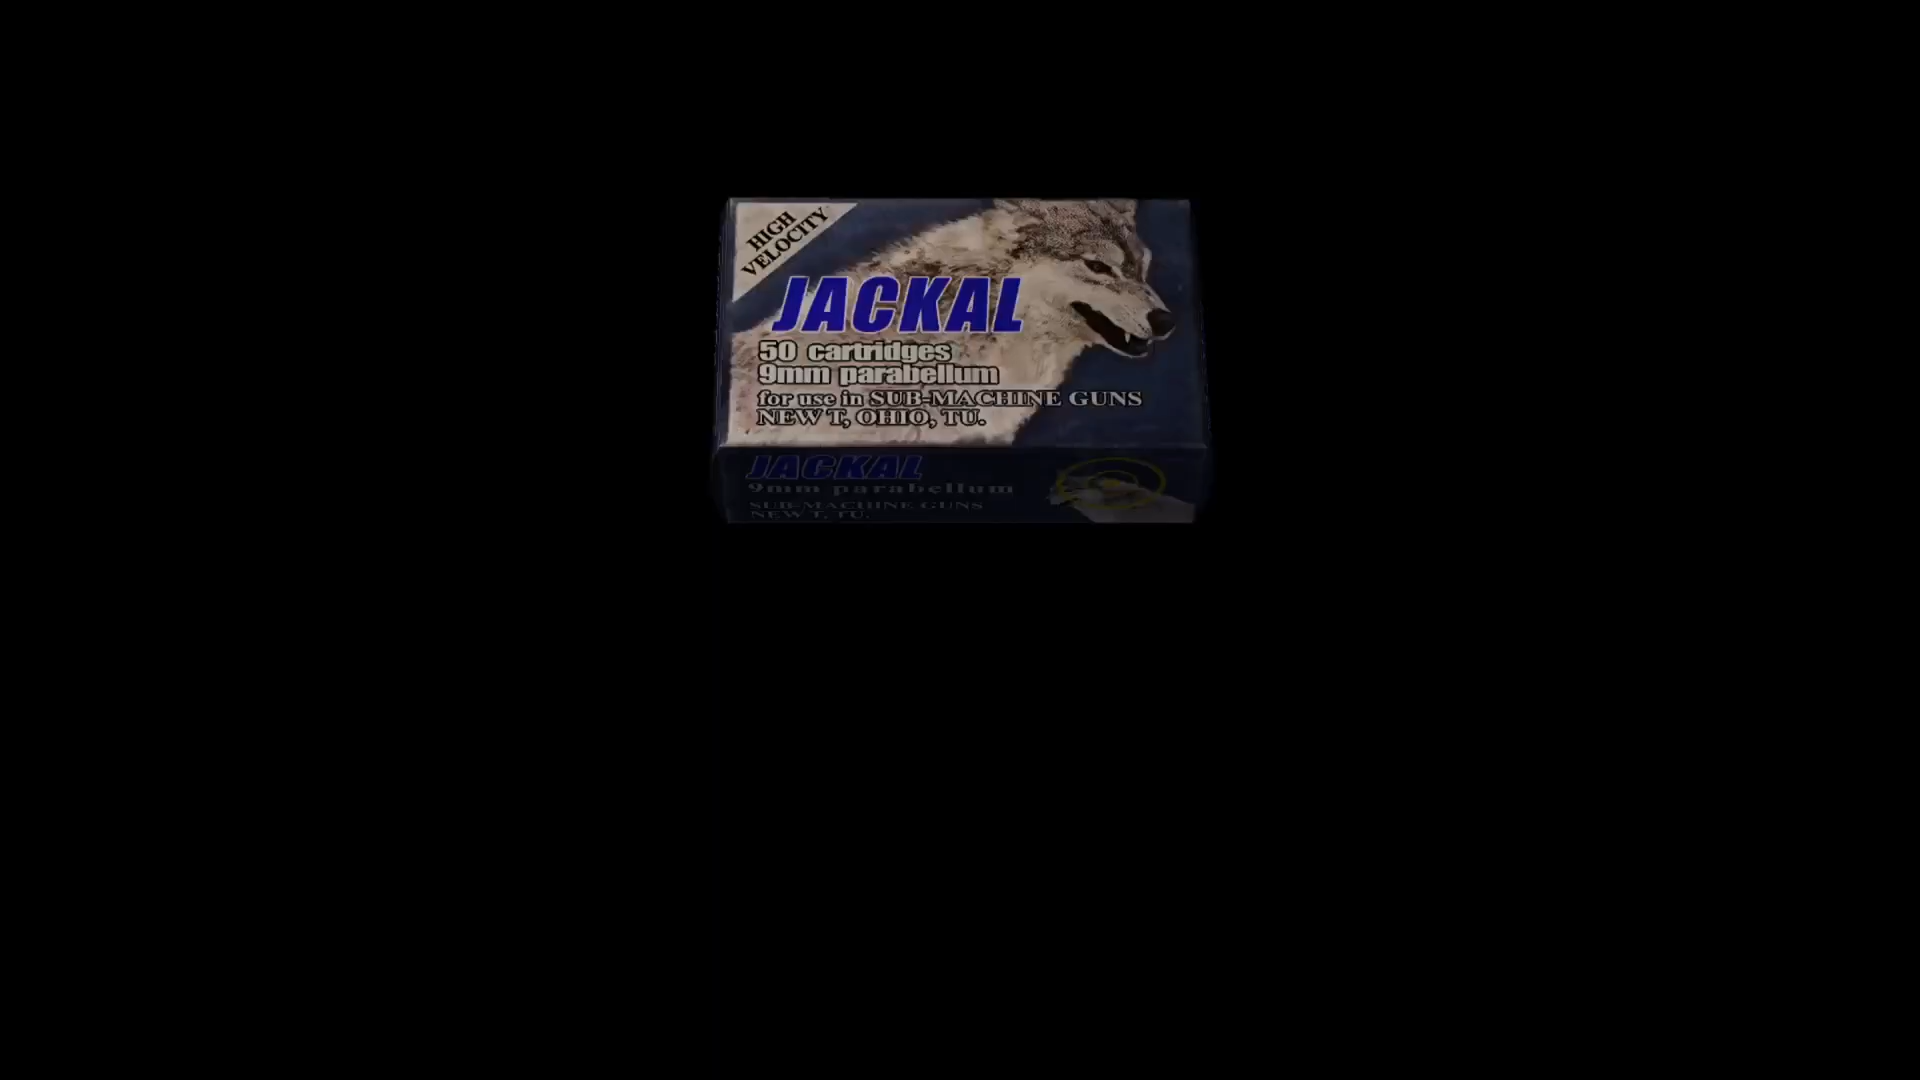 HIGH
VELOCITY
JACKAL
50 cartridges
9mm parabellum
for use in SUB-MACHINE GUNS
NEW T, OHIO, TU.
JACKAL
9mm parabellum
SUB-MACHINE GUNS
NEW T, TU.